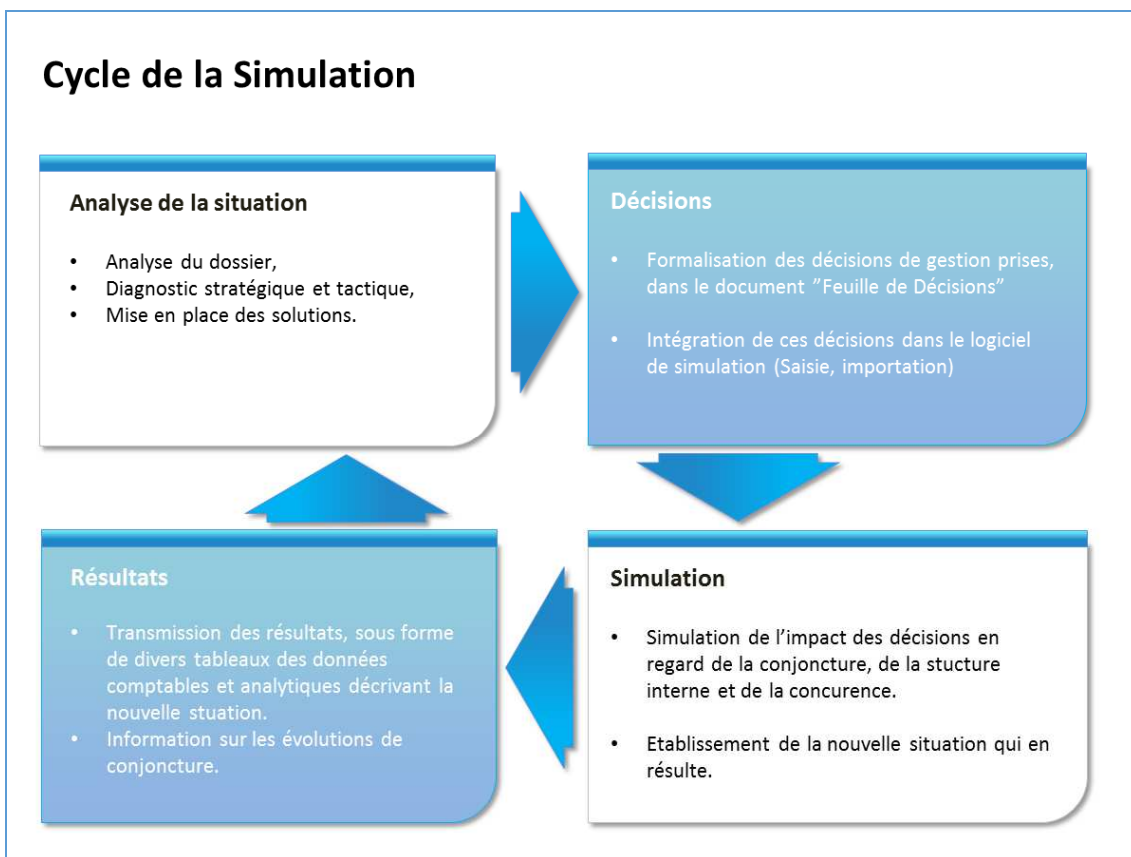 Cycle de la Simulation
Analyse de la situation
• Analyse du dossier,
• Diagnostic stratégique et tactique,
• Mise en place des solutions.
Décisions
• Formalisation des décisions de gestion prises,
dans le document ”Feuille de Décisions”
• Intégration de ces décisions dans le logiciel
de simulation (Saisie, importation)
Simulation
• Simulation de l’impact des décisions en
regard de la conjoncture, de la stucture
interne et de la concurence.
• Etablissement de la nouvelle situation qui en
résulte.
Résultats
• Transmission des résultats, sous forme
de divers tableaux des données
comptables et analytiques décrivant la
nouvelle stuation.
• Information sur les évolutions de
conjoncture.